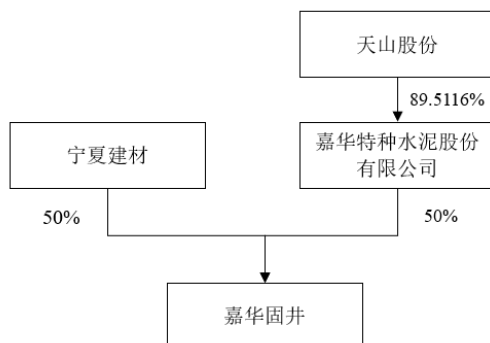 天山股份
89.5116%
宁夏建材
嘉华特种水泥股份
有限公司
50%
50%
嘉华固井